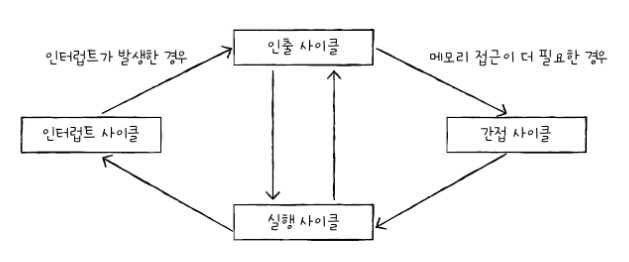 인출 사이클
인터럽트가 발생한 경우
메모리 접근이 더 필요한 경우
인터럽트 사이클
간접 사이클
실행 사이클